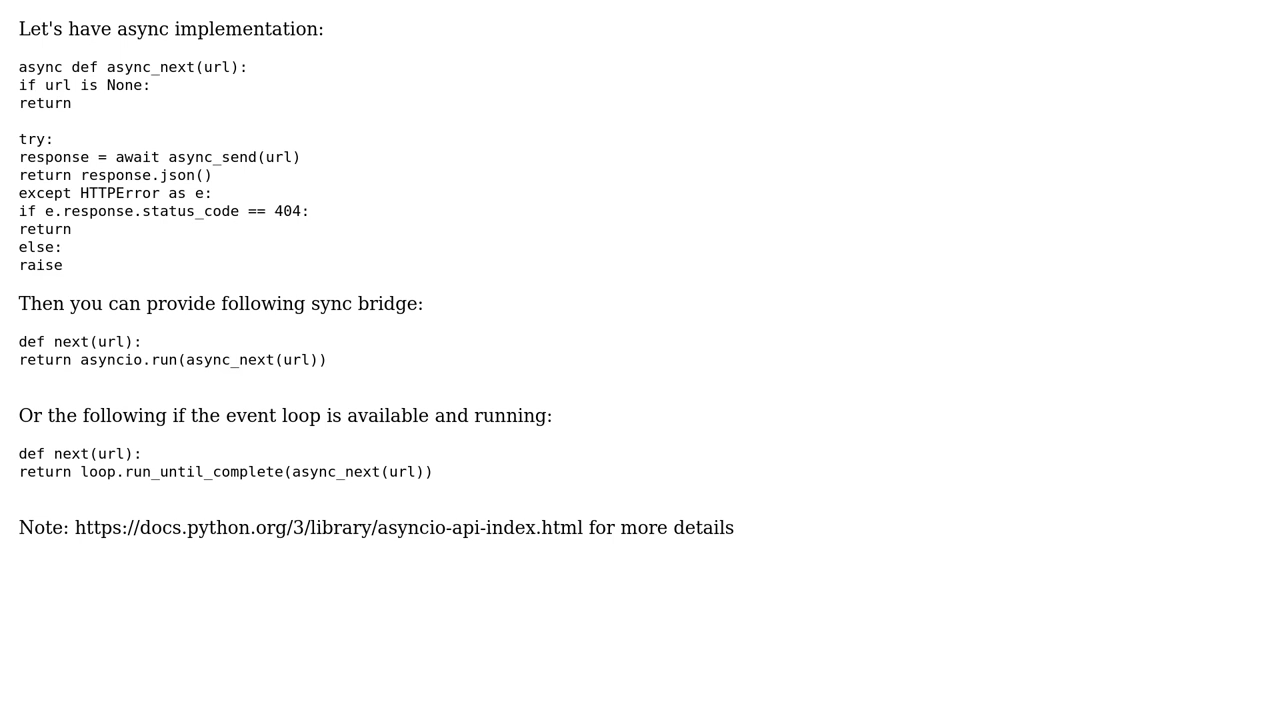 Let's have async implementation:
async def async_next(url):
if url is None:
return
try:
response = await async_send(url)
return response.json()
except HTTPError as e:
if e.response.status_code == 404:
return
else:
raise
Then you can provide following sync bridge:
def next(url):
return asyncio.run(async_next(url))
Or the following if the event loop is available and running:
def next(url):
return loop.run_until_complete(async_next(url))
Note: https://docs.python.org/3/library/asyncio-api-index.html for more details